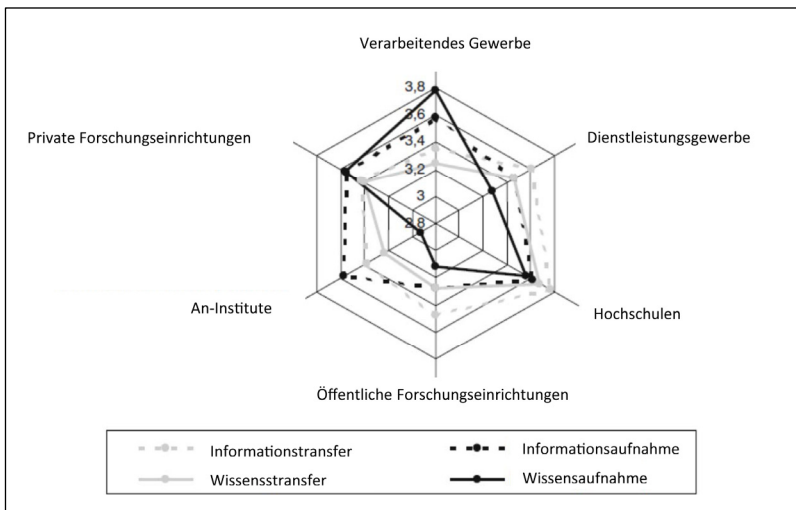 Verarbeitendes Gewerbe
3,8
3,6
3,4
3,2
3
2,8
Private Forschungseinrichtungen
Dienstleistungsgewerbe
An-Institute
Hochschulen
Öffentliche Forschungseinrichtungen
Informationstransfer
Informationsaufnahme
Wissensstransfer
Wissensaufnahme